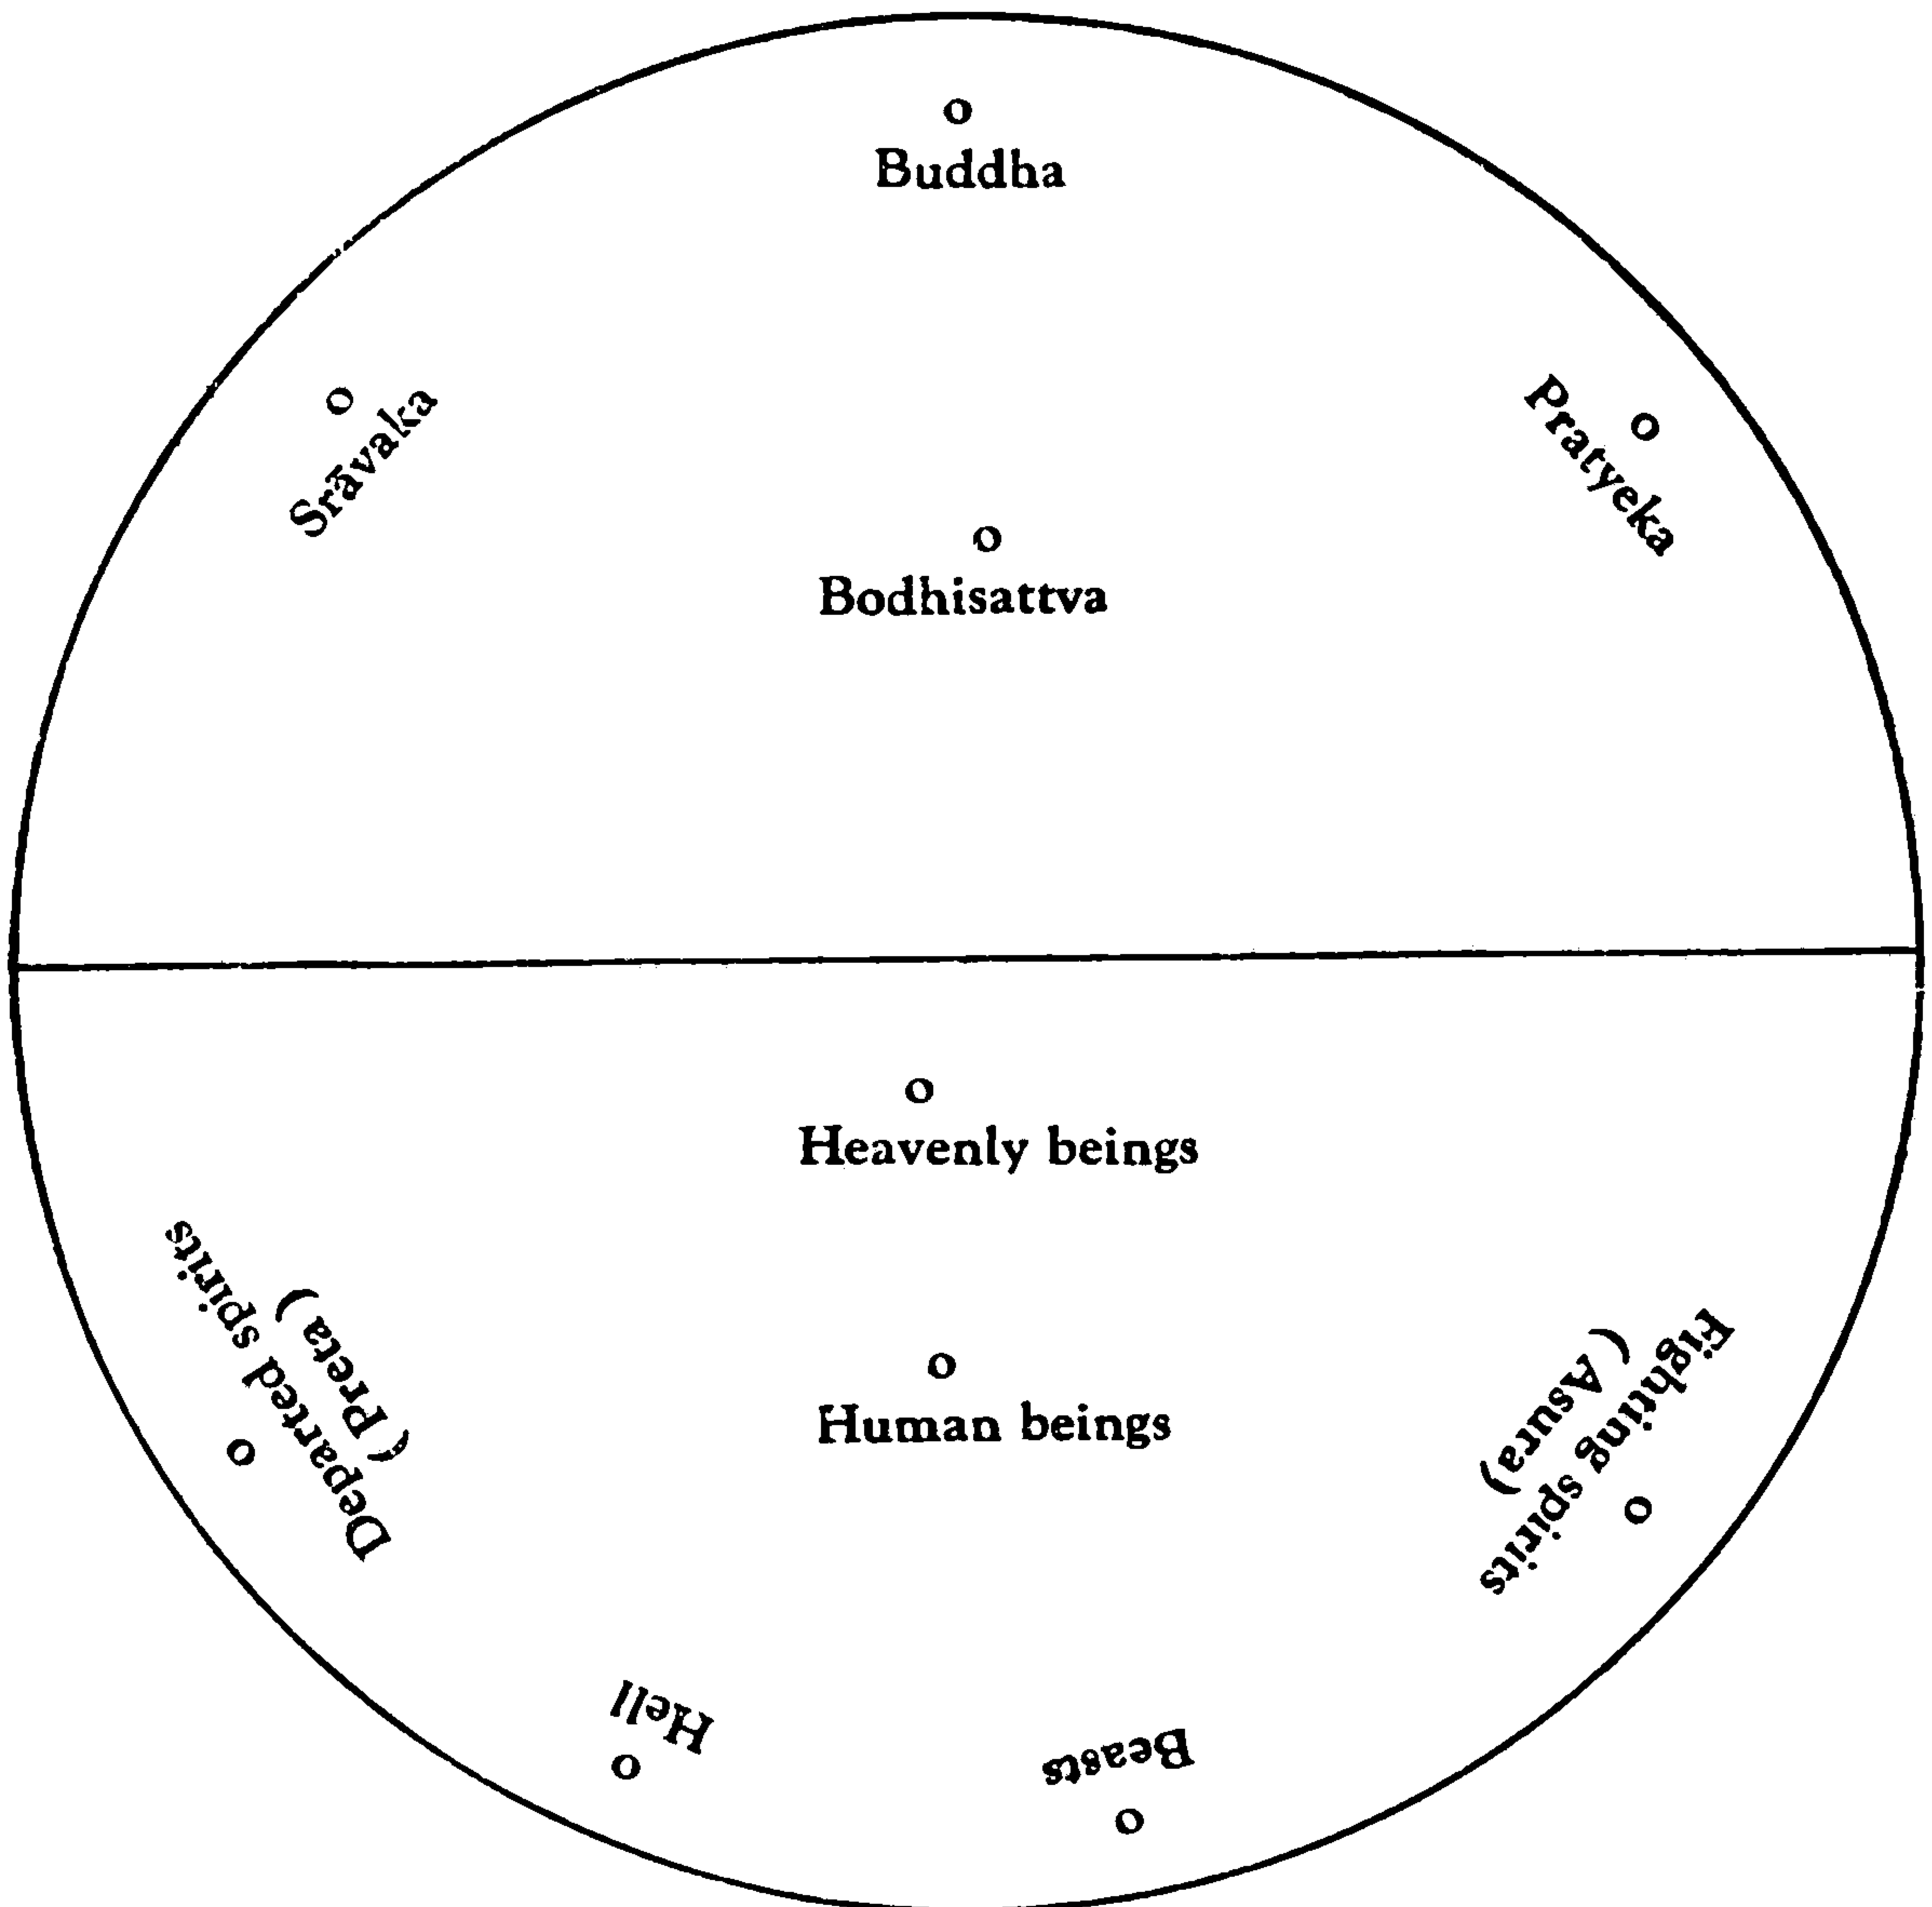 Buddha
Srāvaka
Pratyeka
Bodhisattva
Heavenly beings
Departed spirits
(Preta)
Human beings
Fighting spirits
(Asura)
Hell
Beasts